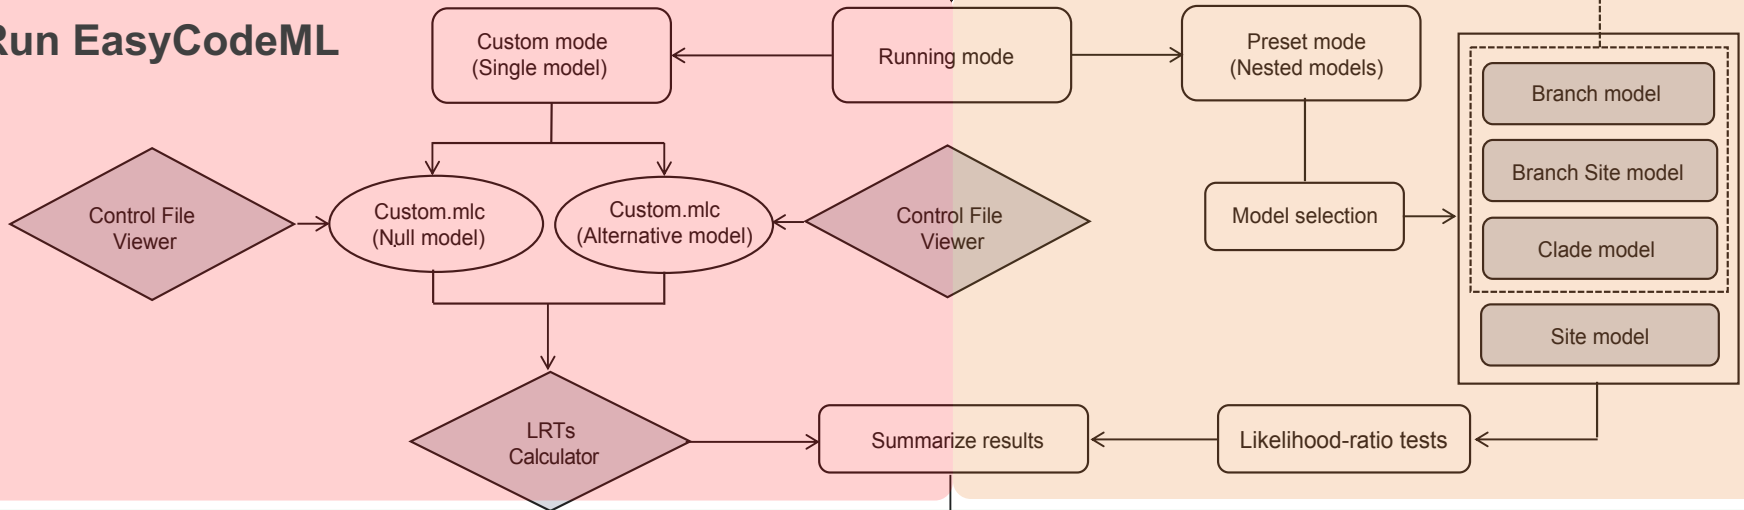 Run EasyCodeML
Custom mode
(Single model)
Running mode
Preset mode
(Nested models)
Branch model
Branch Site model
Clade model
Site model
Control File
Viewer
Custom.mlc
(Null model)
Custom.mlc
(Alternative model)
Control File
Viewer
Model selection
LRTs
Calculator
Summarize results
Likelihood-ratio tests